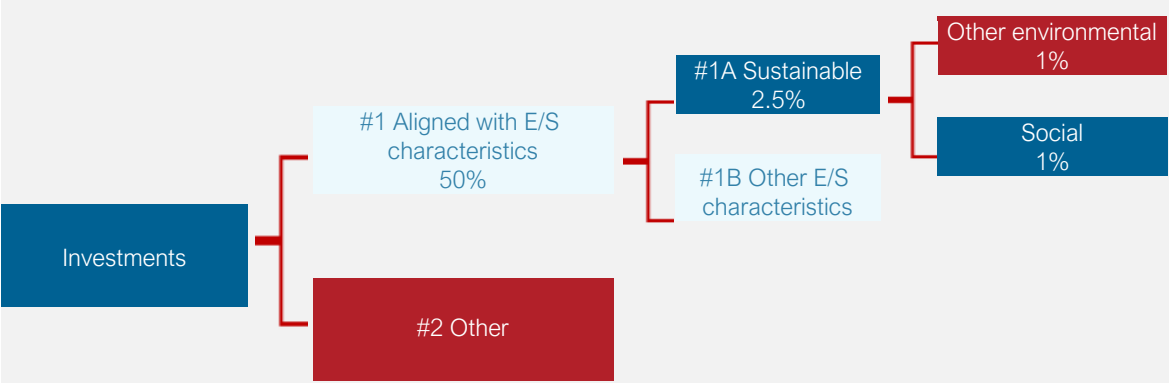 Investments
#1 Aligned with E/S
characteristics
50%
#2 Other
#1A Sustainable
2.5%
#1B Other E/S
characteristics
Other environmental
1%
Social
1%